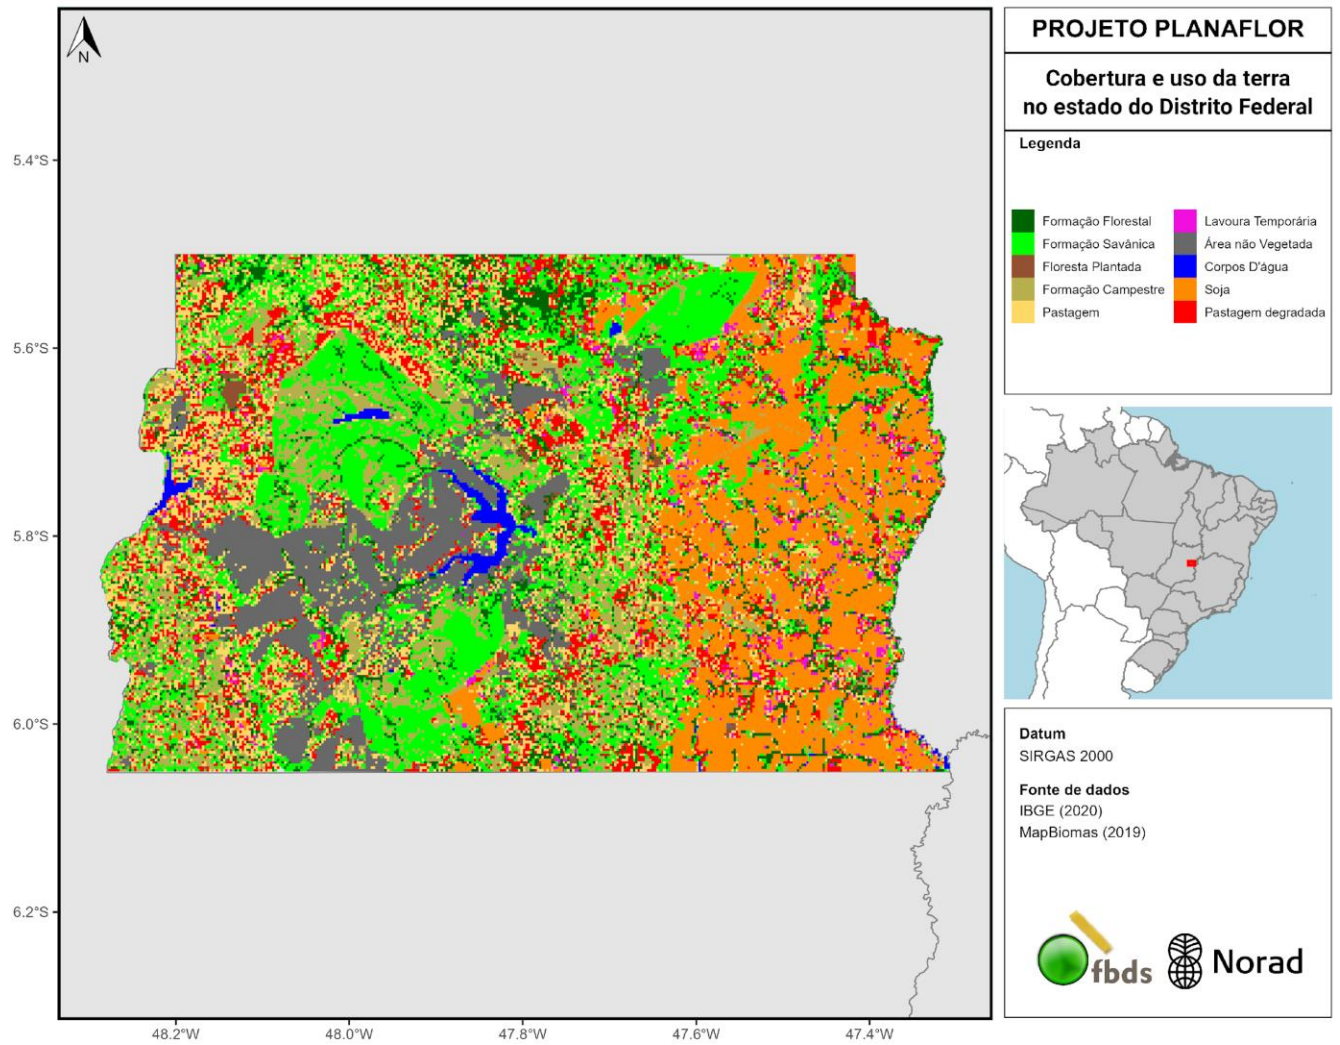 N
5.4°S
5.6°S
5.8°S
6.0°S
6.2°S
48.2°W
48.0°W
47.8°W
47.6°W
47.4°W
PROJETO PLANAFLOR
Cobertura e uso da terra
no estado do Distrito Federal
Legenda
Formação Florestal
Formação Savânica
Floresta Plantada
Formação Campestre
Pastagem
Lavoura Temporária
Área não Vegetada
Corpos D'água
Soja
Pastagem degradada
Datum
SIRGAS 2000
Fonte de dados
IBGE (2020)
MapBiomas (2019)
fbds
Norad